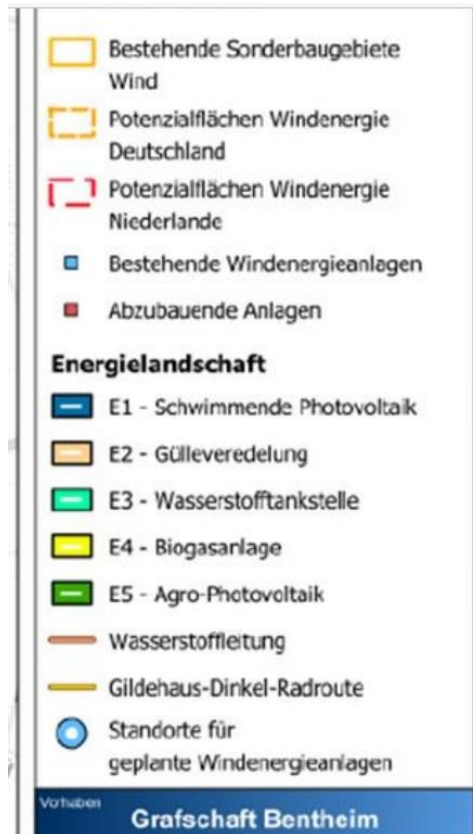 Bestehende Sonderbaugebiete
Wind
Potenzialflächen Windenergie
Deutschland
Potenzialflächen Windenergie
Niederlande
Bestehende Windenergieanlagen
Abzubauende Anlagen
Energielandschaft
E1 - Schwimmende Photovoltaik
E2 - Gülleveredelung
E3 - Wasserstofftankstelle
E4 - Biogasanlage
E5 - Agro-Photovoltaik
Wasserstoffleitung
Gildehaus-Dinkel-Radroute
Standorte für
geplante Windenergieanlagen
Vorhaben
Grafschaft Bentheim